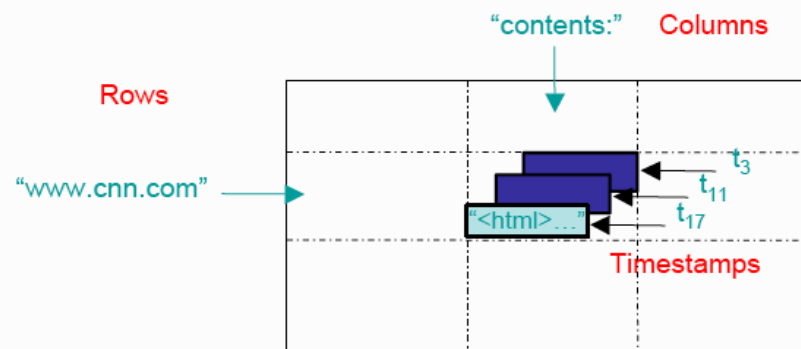 “contents:” Columns
Rows
“www.cnn.com”
t3
t11
“<html>…”
t17
Timestamps